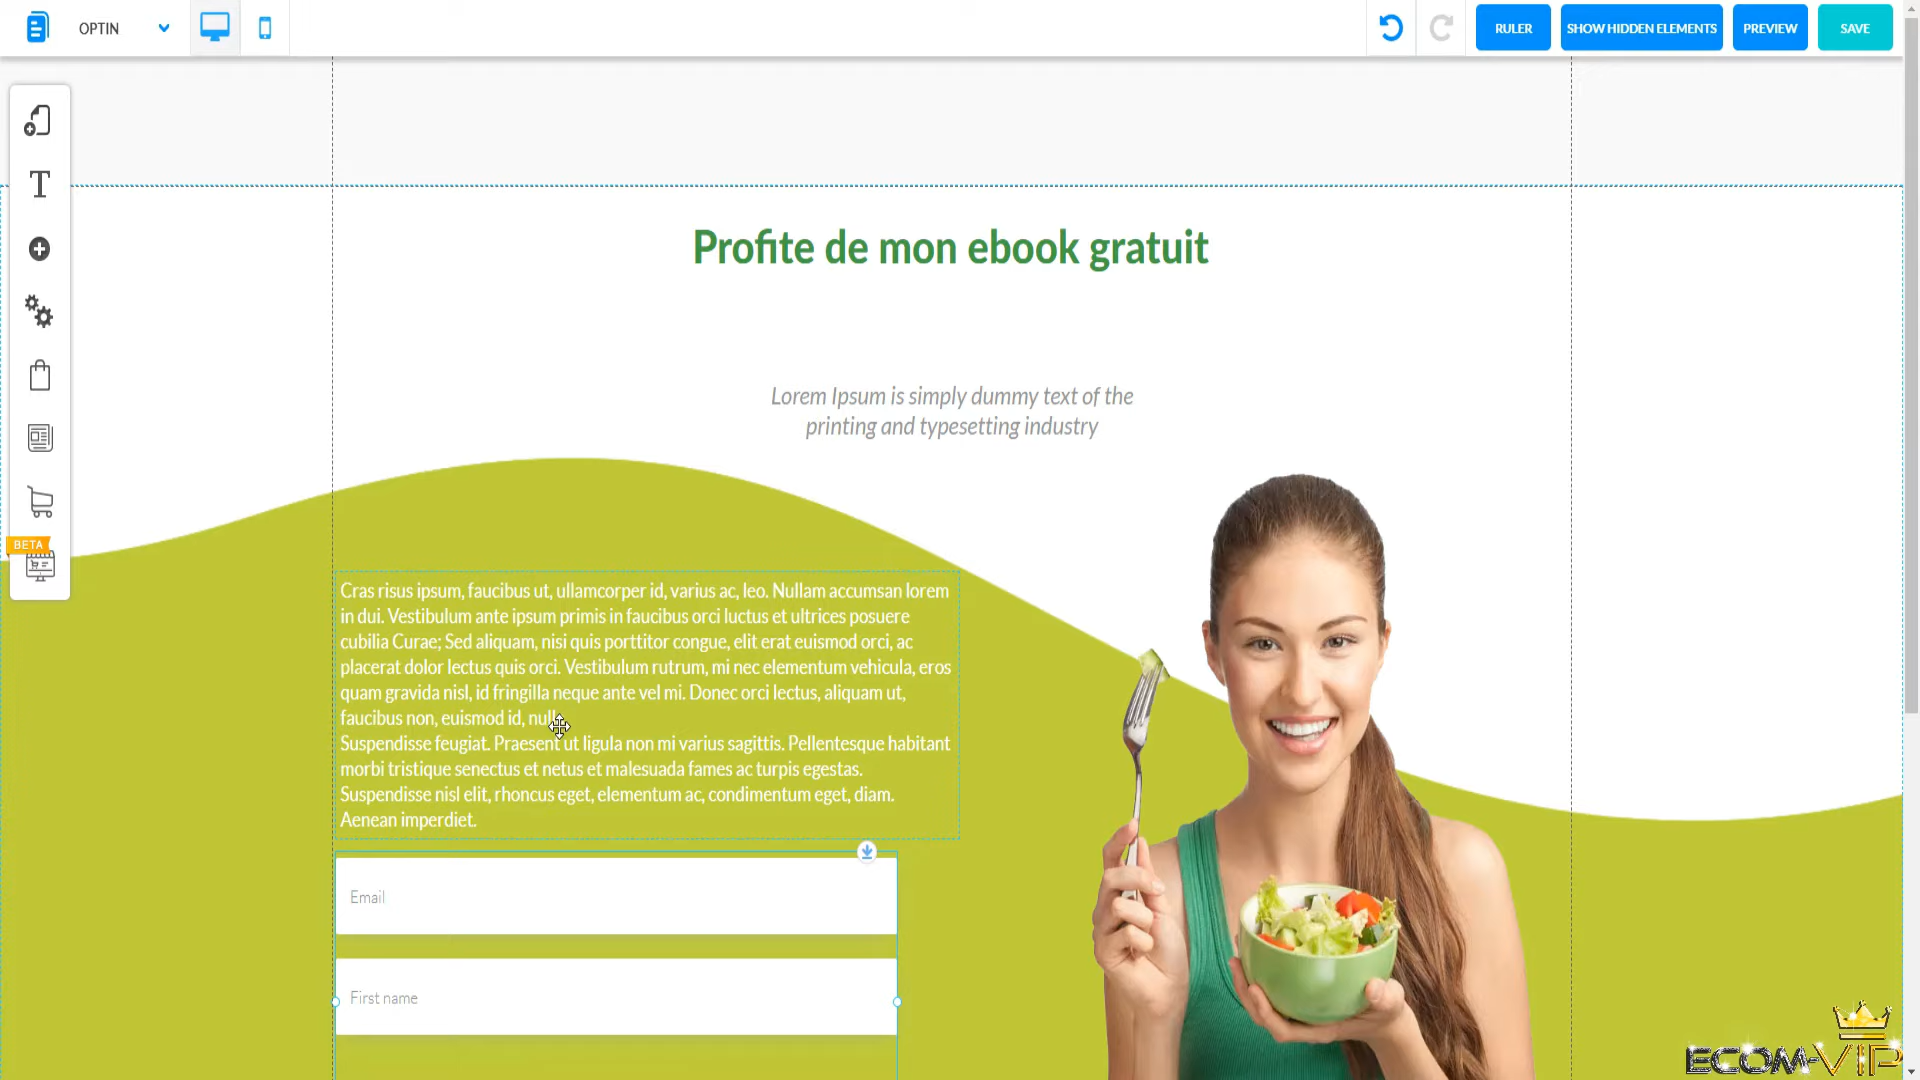 OPTIN
RULER
SHOW HIDDEN ELEMENTS
PREVIEW
SAVE
T
BETA
Profite de mon ebook gratuit
Lorem Ipsum is simply dummy text of the
printing and typesetting industry
Cras risus ipsum, faucibus ut, ullamcorper id, varius ac, leo. Nullam accumsan lorem
in dui. Vestibulum ante ipsum primis in faucibus orci luctus et ultrices posuere
cubilia Curae; Sed aliquam, nisi quis porttitor congue, elit erat euismod orci, ac
placerat dolor lectus quis orci. Vestibulum rutrum, mi nec elementum vehicula, eros
quam gravida nisl, id fringilla neque ante vel mi. Donec orci lectus, aliquam ut,
faucibus non, euismod id,
Suspendisse feugiat. Praesent ut ligula non mi varius sagittis. Pellentesque habitant
morbi tristique senectus et netus et malesuada fames ac turpis egestas.
Suspendisse nisl elit, rhoncus eget, elementum ac, condimentum eget, diam.
Aenean imperdiet.
Email
First name
ECOM-VIP